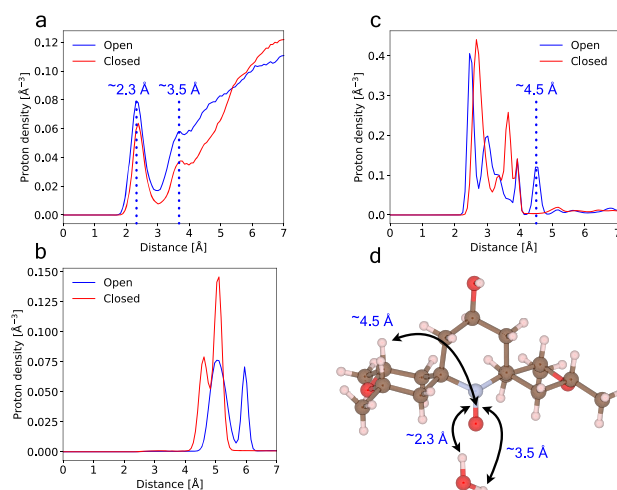 a
Proton density [Å⁻³]
0.12
0.10
0.08
0.06
0.04
0.02
0.00
Open
Closed
~2.3 Å
~3.5 Å
0 1 2 3 4 5 6 7
Distance [Å]
c
Proton density [Å⁻³]
0.4
0.3
0.2
0.1
0.0
Open
Closed
~4.5 Å
0 1 2 3 4 5 6 7
Distance [Å]
b
Proton density [Å⁻³]
0.150
0.125
0.100
0.075
0.050
0.025
0.000
Open
Closed
0 1 2 3 4 5 6 7
Distance [Å]
d
~4.5 Å
~2.3 Å
~3.5 Å